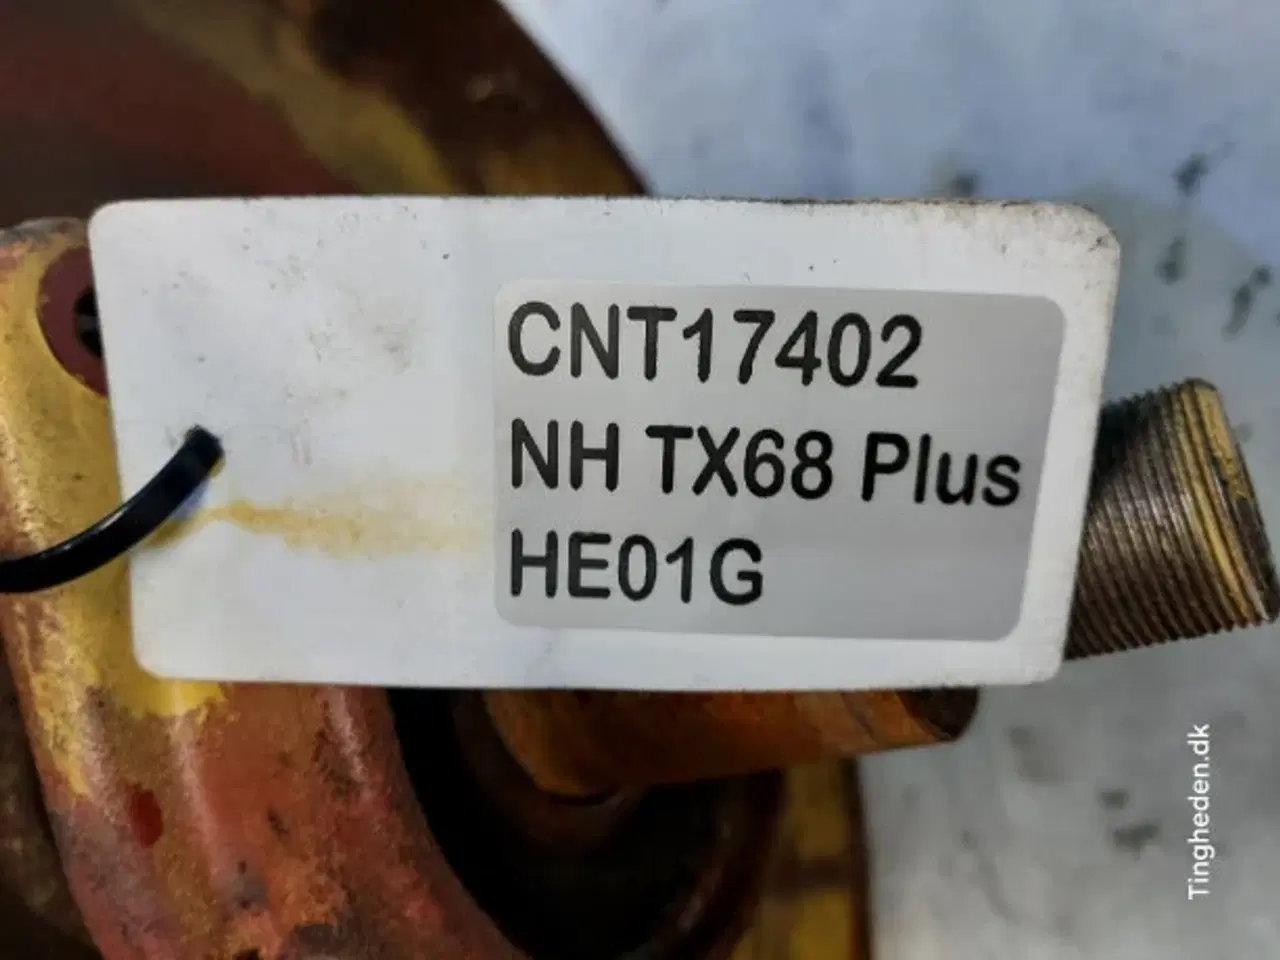 CNT17402
NH TX68 Plus
HE01G
Tingheden.dk